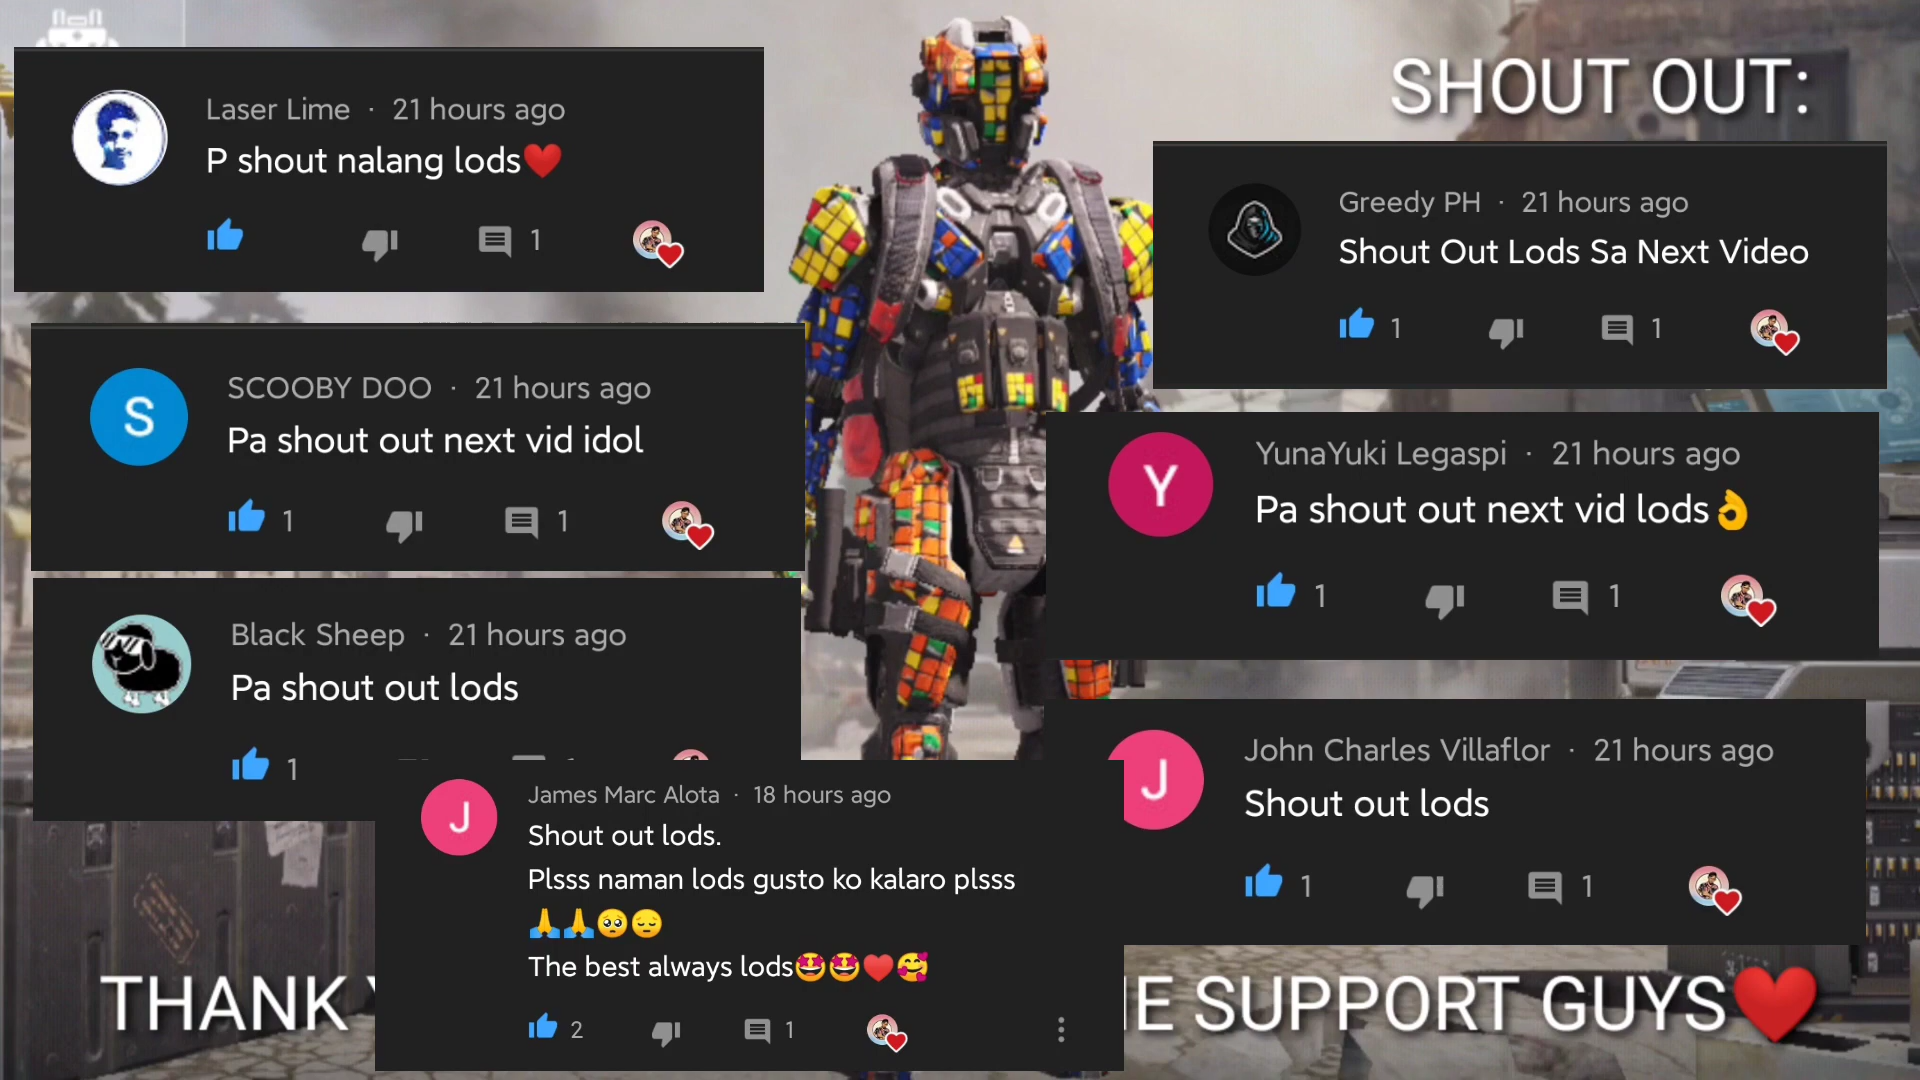 Laser Lime · 21 hours ago
P shout nalang lods❤️
1
SHOUT OUT:
Greedy PH · 21 hours ago
Shout Out Lods Sa Next Video
1 1
S
SCOOBY DOO · 21 hours ago
Pa shout out next vid idol
1 1
Y
YunaYuki Legaspi · 21 hours ago
Pa shout out next vid lods👌
1 1
Black Sheep · 21 hours ago
Pa shout out lods
1
J
John Charles Villaflor · 21 hours ago
Shout out lods
1 1
J
James Marc Alota · 18 hours ago
Shout out lods.
Plsss naman lods gusto ko kalaro plsss
🙏🙏🥺😔
The best always lods🤩🤩♥️🥰
2 1
THANK SUPPORT GUYS❤️